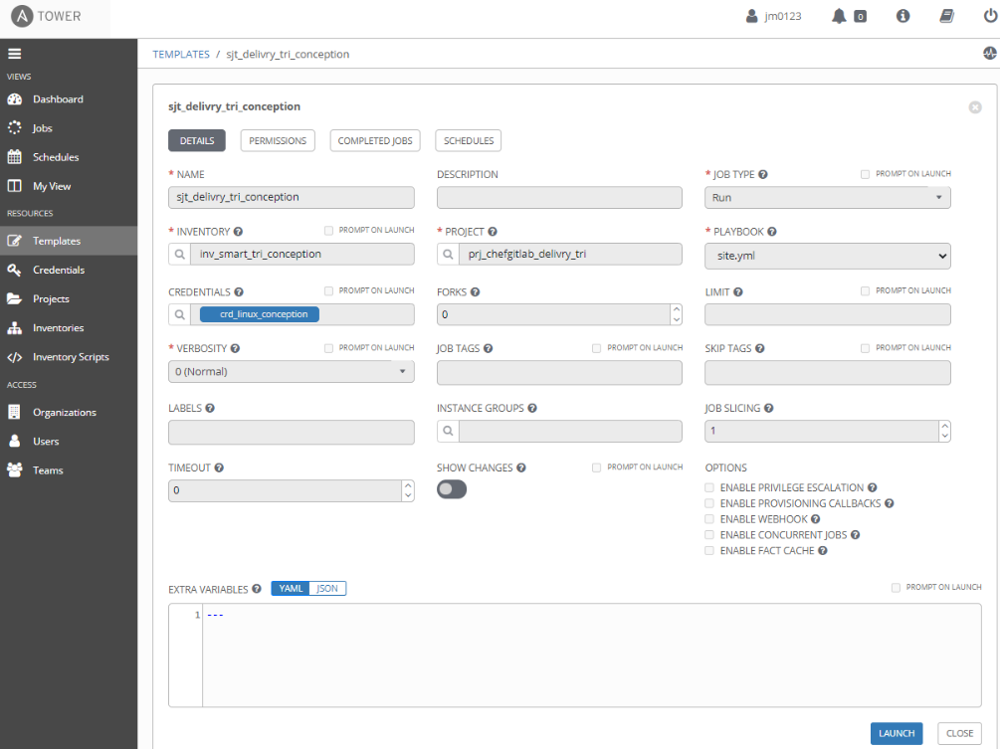 A TOWER
jm0123
0
VIEWS
Dashboard
Jobs
Schedules
My View
RESOURCES
Templates
Credentials
Projects
Inventories
Inventory Scripts
ACCESS
Organizations
Users
Teams
TEMPLATES / sjt_delivry_tri_conception
sjt_delivry_tri_conception
DETAILS PERMISSIONS COMPLETED JOBS SCHEDULES
* NAME DESCRIPTION * JOB TYPE ? PROMPT ON LAUNCH
sjt_delivry_tri_conception Run
* INVENTORY ? PROMPT ON LAUNCH * PROJECT ? * PLAYBOOK ?
inv_smart_tri_conception prj_chefgitlab_delivry_tri site.yml
CREDENTIALS ? PROMPT ON LAUNCH FORKS ? LIMIT ? PROMPT ON LAUNCH
crd_linux_conception 0
* VERBOSITY ? PROMPT ON LAUNCH JOB TAGS ? PROMPT ON LAUNCH SKIP TAGS ? PROMPT ON LAUNCH
0 (Normal)
LABELS ? INSTANCE GROUPS ? JOB SLICING ?
1
TIMEOUT ? SHOW CHANGES ? PROMPT ON LAUNCH OPTIONS
0
ENABLE PRIVILEGE ESCALATION ?
ENABLE PROVISIONING CALLBACKS ?
ENABLE WEBHOOK ?
ENABLE CONCURRENT JOBS ?
ENABLE FACT CACHE ?
EXTRA VARIABLES ? YAML JSON PROMPT ON LAUNCH
1 ---
LAUNCH CLOSE